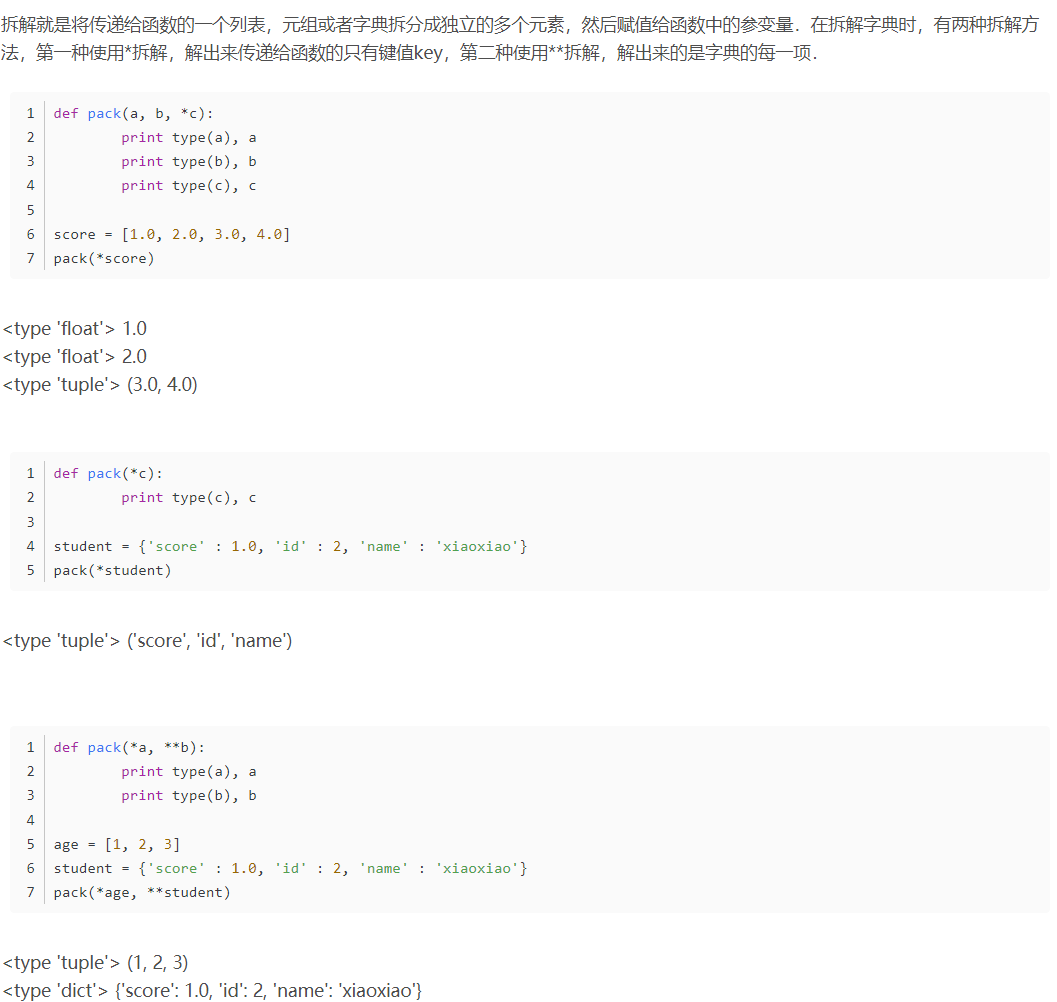 拆解就是将传递给函数的一个列表，元组或者字典拆分成独立的多个元素，然后赋值给函数中的参变量．在拆解字典时，有两种拆解方
法，第一种使用*拆解，解出来传递给函数的只有键值key，第二种使用**拆解，解出来的是字典的每一项．
1 def pack(a, b, *c):
2         print type(a), a
3         print type(b), b
4         print type(c), c
5
6 score = [1.0, 2.0, 3.0, 4.0]
7 pack(*score)
<type 'float'> 1.0
<type 'float'> 2.0
<type 'tuple'> (3.0, 4.0)
1 def pack(*c):
2         print type(c), c
3
4 student = {'score' : 1.0, 'id' : 2, 'name' : 'xiaoxiao'}
5 pack(*student)
<type 'tuple'> ('score', 'id', 'name')
1 def pack(*a, **b):
2         print type(a), a
3         print type(b), b
4
5 age = [1, 2, 3]
6 student = {'score' : 1.0, 'id' : 2, 'name' : 'xiaoxiao'}
7 pack(*age, **student)
<type 'tuple'> (1, 2, 3)
<type 'dict'> {'score': 1.0, 'id': 2, 'name': 'xiaoxiao'}